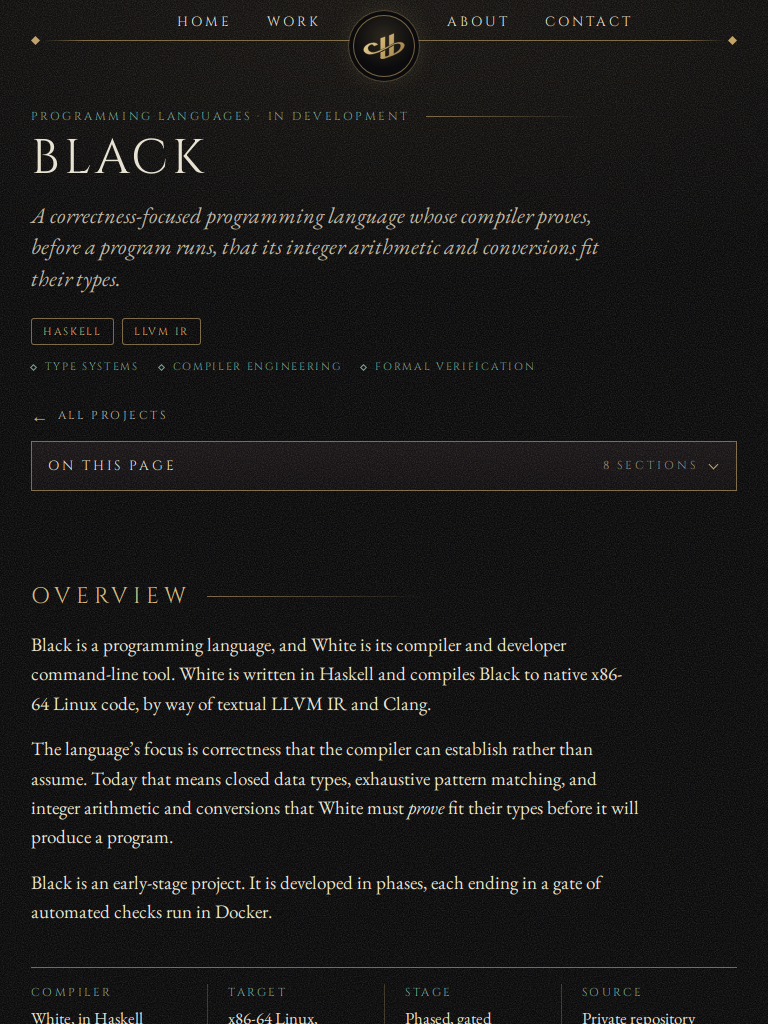 HOME WORK ABOUT CONTACT
PROGRAMMING LANGUAGES · IN DEVELOPMENT
BLACK
A correctness-focused programming language whose compiler proves,
before a program runs, that its integer arithmetic and conversions fit
their types.
HASKELL LLVM IR
TYPE SYSTEMS COMPILER ENGINEERING FORMAL VERIFICATION
← ALL PROJECTS
ON THIS PAGE 8 SECTIONS
OVERVIEW
Black is a programming language, and White is its compiler and developer
command-line tool. White is written in Haskell and compiles Black to native x86-
64 Linux code, by way of textual LLVM IR and Clang.
The language’s focus is correctness that the compiler can establish rather than
assume. Today that means closed data types, exhaustive pattern matching, and
integer arithmetic and conversions that White must prove fit their types before it will
produce a program.
Black is an early-stage project. It is developed in phases, each ending in a gate of
automated checks run in Docker.
COMPILER TARGET STAGE SOURCE
White, in Haskell x86-64 Linux, Phased, gated Private repository